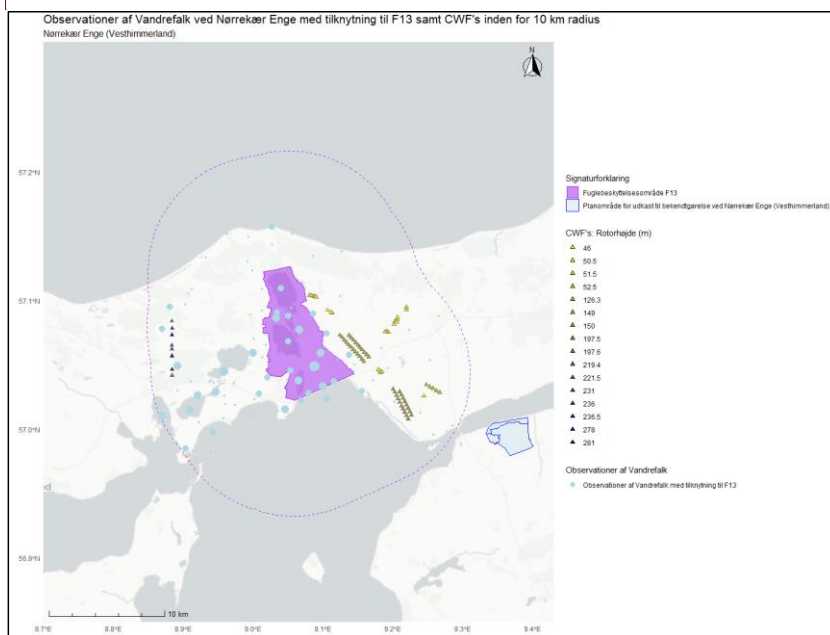 Observationer af Vandrefalk ved Nørrekær Enge med tilknytning til F13 samt CWF's inden for 10 km radius
Nørrekær Enge (Vesthimmerland)
N
57.2°N
57.1°N
57.0°N
56.9°N
10 km
8.7°E 8.8°E 8.9°E 9.0°E 9.1°E 9.2°E 9.3°E 9.4°E
Signaturforklaring
Fuglebeskyttelsesområde F13
Planområde for udkast til bekendtgørelse ved Nørrekær Enge (Vesthimmerland)
CWF's: Rotorhøjde (m)
46
50.5
51.5
52.5
126.3
149
150
197.5
197.6
219.4
221.5
231
236
236.5
278
281
Observationer af Vandrefalk
Observationer af Vandrefalk med tilknytning til F13